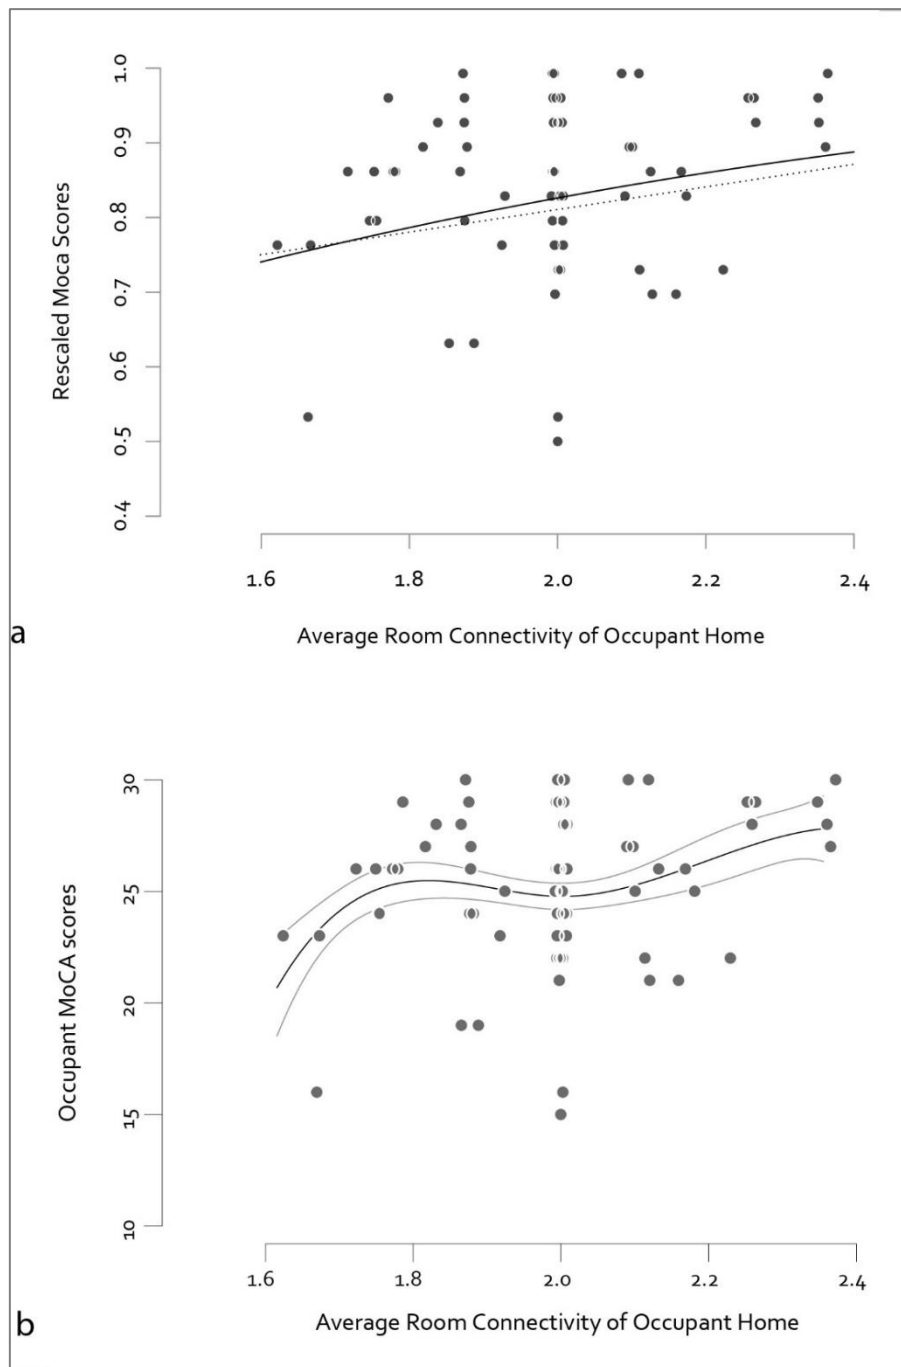 1.0
0.9
0.8
0.7
0.6
0.5
0.4
Rescaled Moca Scores
1.6 1.8 2.0 2.2 2.4
Average Room Connectivity of Occupant Home
a
30
25
20
15
10
Occupant MoCA scores
1.6 1.8 2.0 2.2 2.4
Average Room Connectivity of Occupant Home
b